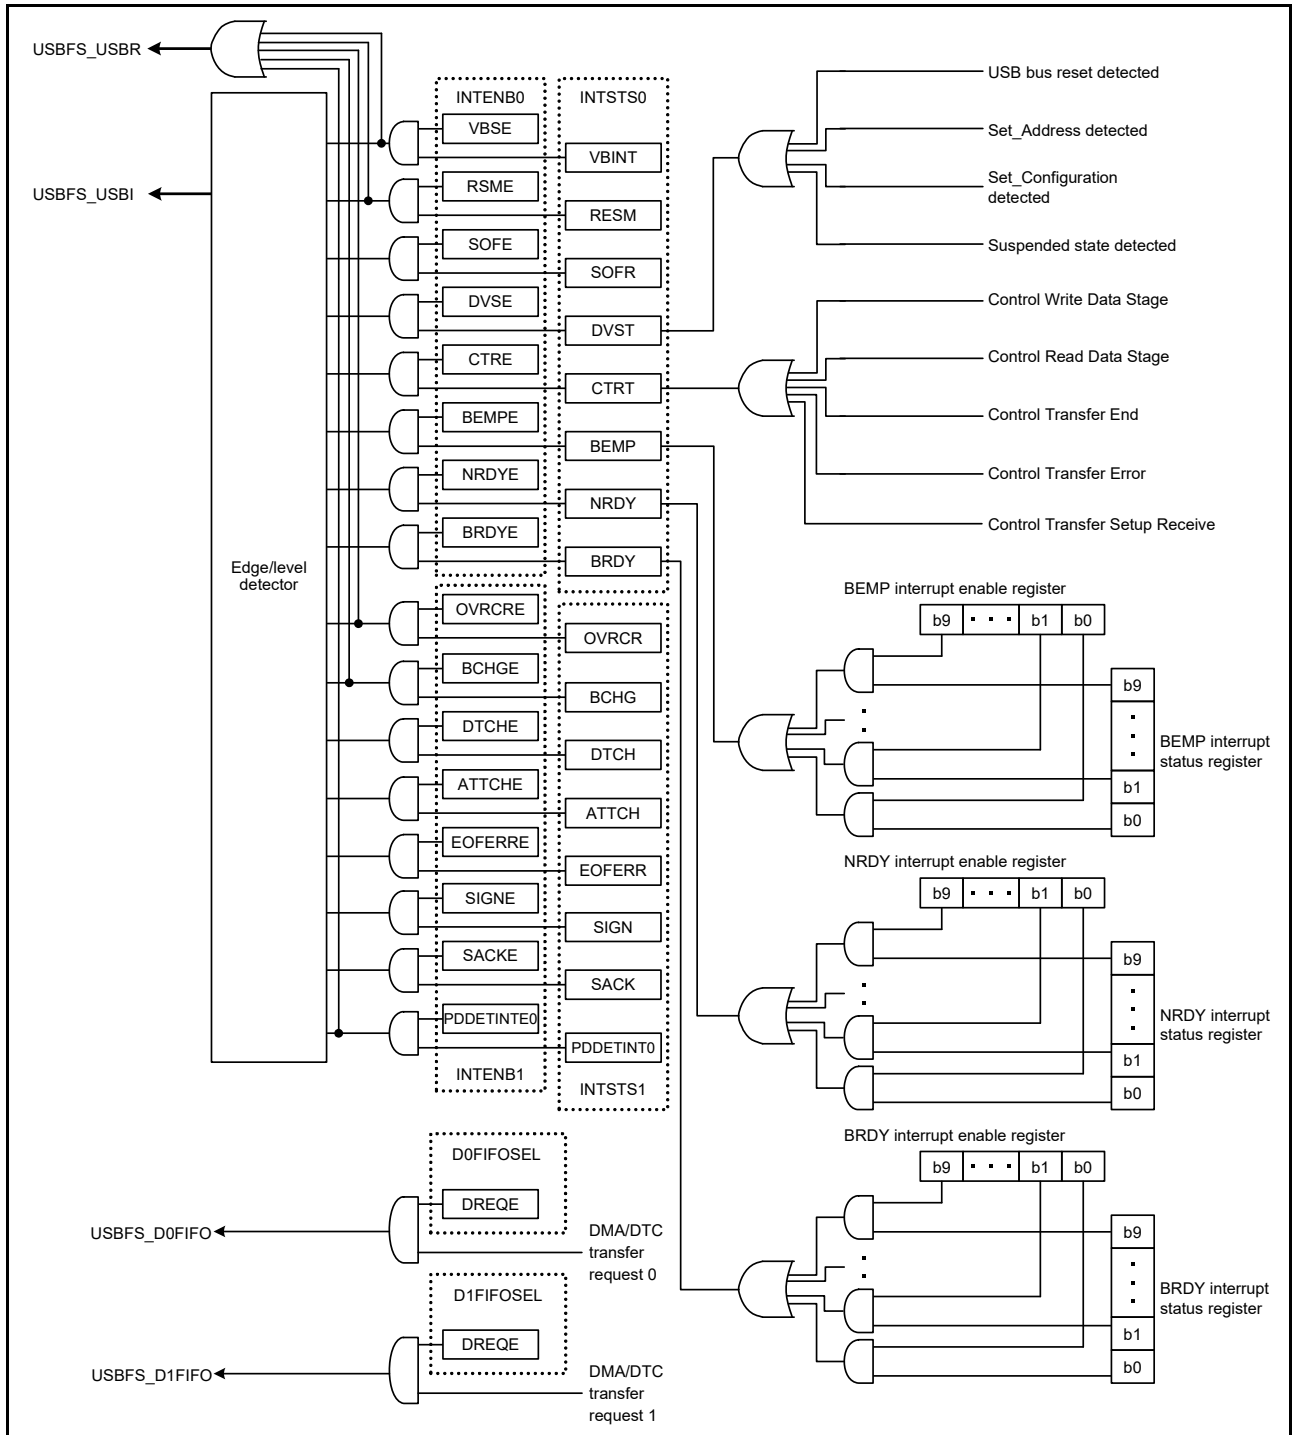 USBFS_USBR
USBFS_USBI
Edge/level
detector
INTENB0
VBSE
RSME
SOFE
DVSE
CTRE
BEMPE
NRDYE
BRDYE
OVRCRE
BCHGE
DTCHE
ATTCHE
EOFERRE
SIGNE
SACKE
PDDETINTE0
INTENB1
INTSTS0
VBINT
RESM
SOFR
DVST
CTRT
BEMP
NRDY
BRDY
OVRCR
BCHG
DTCH
ATTCH
EOFERR
SIGN
SACK
PDDETINT0
INTSTS1
USB bus reset detected
Set_Address detected
Set_Configuration
detected
Suspended state detected
Control Write Data Stage
Control Read Data Stage
Control Transfer End
Control Transfer Error
Control Transfer Setup Receive
BEMP interrupt enable register
b9 · · · b1 b0
b9
b1
b0
BEMP interrupt
status register
NRDY interrupt enable register
b9 · · · b1 b0
b9
b1
b0
NRDY interrupt
status register
BRDY interrupt enable register
b9 · · · b1 b0
b9
b1
b0
BRDY interrupt
status register
D0FIFOSEL
DREQE
USBFS_D0FIFO
DMA/DTC
transfer
request 0
D1FIFOSEL
DREQE
USBFS_D1FIFO
DMA/DTC
transfer
request 1